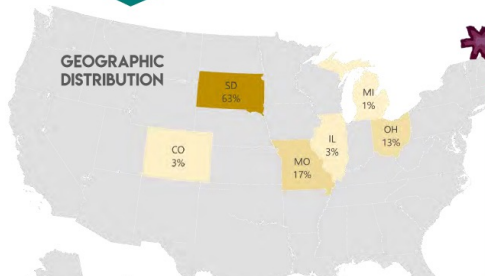 GEOGRAPHIC
DISTRIBUTION
SD
63%
MI
1%
OH
13%
IL
3%
CO
3%
MO
17%